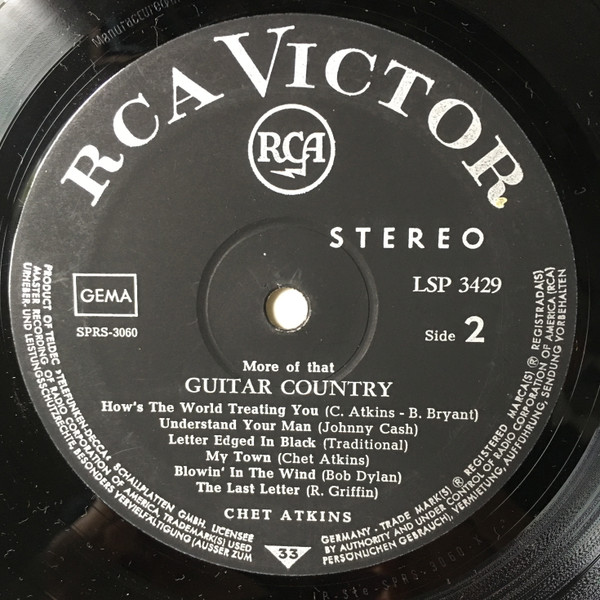 Manufacture
RCA VICTOR
RCA
STEREO
GEMA
SPRS-3060
LSP 3429
Side 2
More of that
GUITAR COUNTRY
How's The World Treating You (C. Atkins - B. Bryant)
Understand Your Man (Johnny Cash)
Letter Edged In Black (Traditional)
My Town (Chet Atkins)
Blowin' In The Wind (Bob Dylan)
The Last Letter (R. Griffin)
CHET ATKINS
33
PRODUCT OF TELDEC »TELEFUNKEN-DECCA« SCHALLPLATTEN GMBH. LICENSEE
MASTER RECORDING OF RADIO CORPORATION OF AMERICA, TRADEMARK(S) USED
URHEBER- UND LEISTUNGSSCHUTZRECHTE, BESONDERS VERVIELFÄLTIGUNG (AUSSER ZUM
GERMANY - TRADE MARK(S) ® REGISTERED MARCA(S) ® REGISTRADA(S)
BY AUTHORITY AND UNDER CONTROL OF RADIO CORPORATION OF AMERICA (RCA)
PERSÖNLICHEN GEBRAUCH), VERMIETUNG, AUFFÜHRUNG, SENDUNG VORBEHALTEN